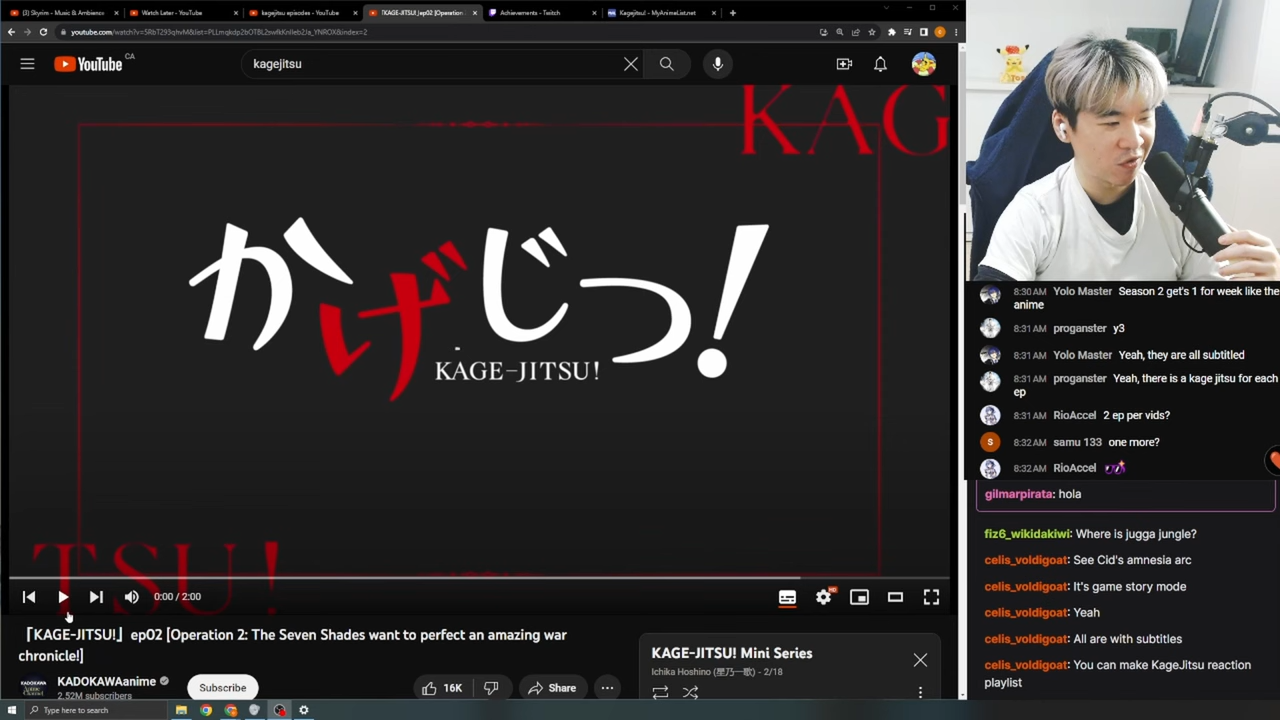 (3) Skyrim - Music & Ambience
Watch Later - YouTube
kagejitsu episodes - YouTube
「KAGE-JITSU!」ep02 [Operation
Achievements - Twitch
Kagejitsu! - MyAnimeList.net
YouTube CA
kagejitsu
KAG
かげじつ!
KAGE-JITSU!
TSU!
0:00 / 2:00
HD
「KAGE-JITSU!」 ep02 [Operation 2: The Seven Shades want to perfect an amazing war
chronicle!]
KADOKAWAanime
2.52M subscribers
Subscribe
16K
Share
KAGE-JITSU! Mini Series
Ichika Hoshino (星乃一歌) - 2/18
Type here to search
8:30 AM Yolo Master Season 2 get's 1 for week like the
anime
8:31 AM proganster y3
8:31 AM Yolo Master Yeah, they are all subtitled
8:31 AM proganster Yeah, there is a kage jitsu for each
ep
8:31 AM RioAccel 2 ep per vids?
S 8:32 AM samu 133 one more?
8:32 AM RioAccel
gilmarpirata: hola
fiz6_wikidakiwi: Where is jugga jungle?
celis_voldigoat: See Cid's amnesia arc
celis_voldigoat: It's game story mode
celis_voldigoat: Yeah
celis_voldigoat: All are with subtitles
celis_voldigoat: You can make KageJitsu reaction
playlist